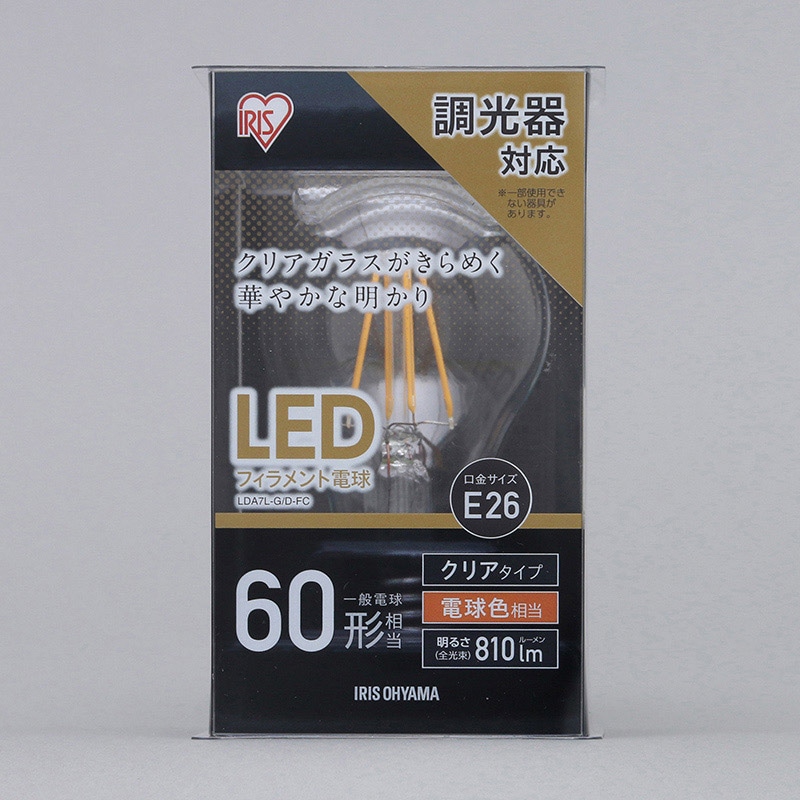 IRIS
調光器
対応
※一部使用でき
ない器具が
あります。
クリアガラスがきらめく
華やかな明かり
LED
フィラメント電球
LDA7L-G/D-FC
口金サイズ
E26
60 一般電球 形 相当
クリアタイプ
電球色相当
明るさ (全光束) 810 ルーメン lm
IRIS OHYAMA